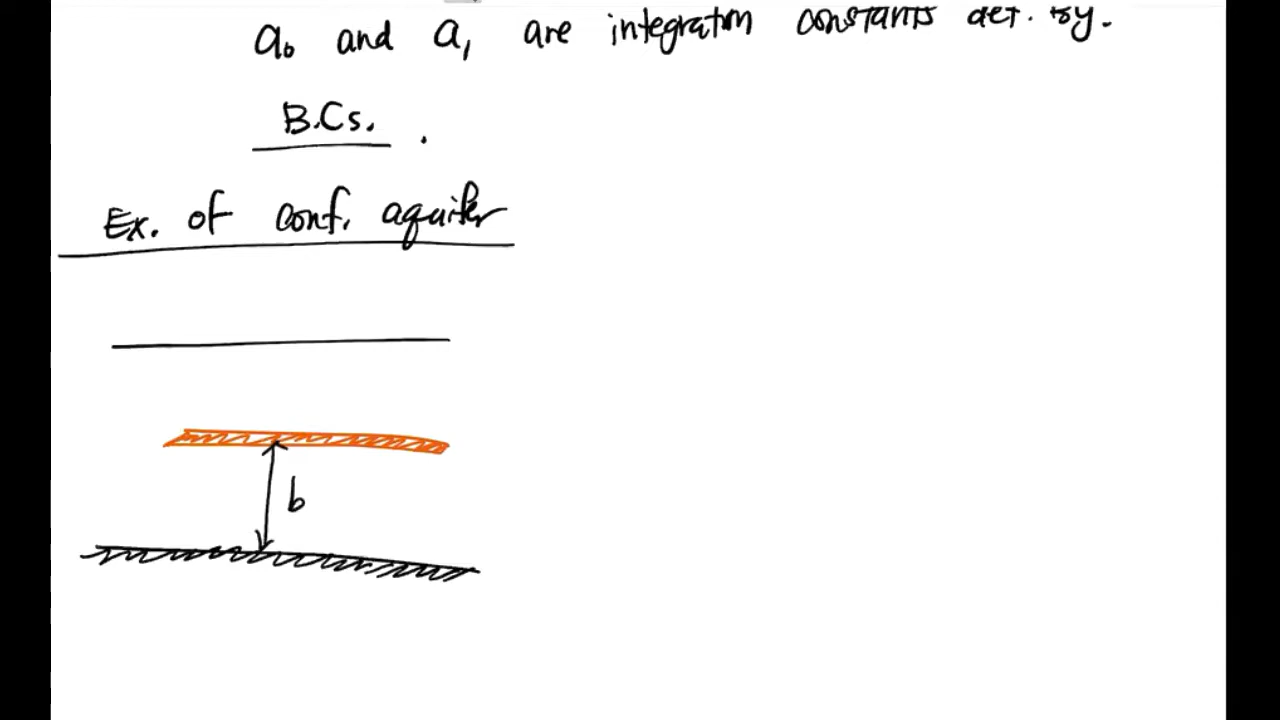 a₀ and a₁ are integration constants det. by.
B.Cs.
Ex. of conf. aquifer
b